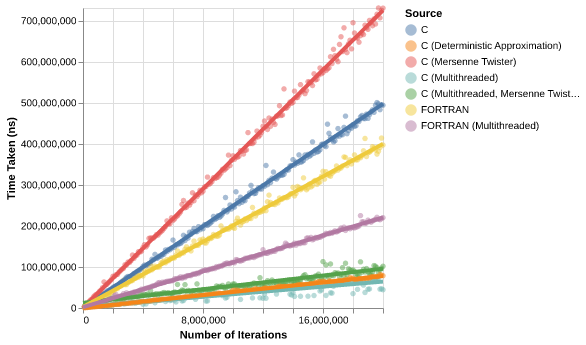 Source
C
C (Deterministic Approximation)
C (Mersenne Twister)
C (Multithreaded)
C (Multithreaded, Mersenne Twist…
FORTRAN
FORTRAN (Multithreaded)
Time Taken (ns)
700,000,000
600,000,000
500,000,000
400,000,000
300,000,000
200,000,000
100,000,000
0
0
8,000,000
16,000,000
Number of Iterations